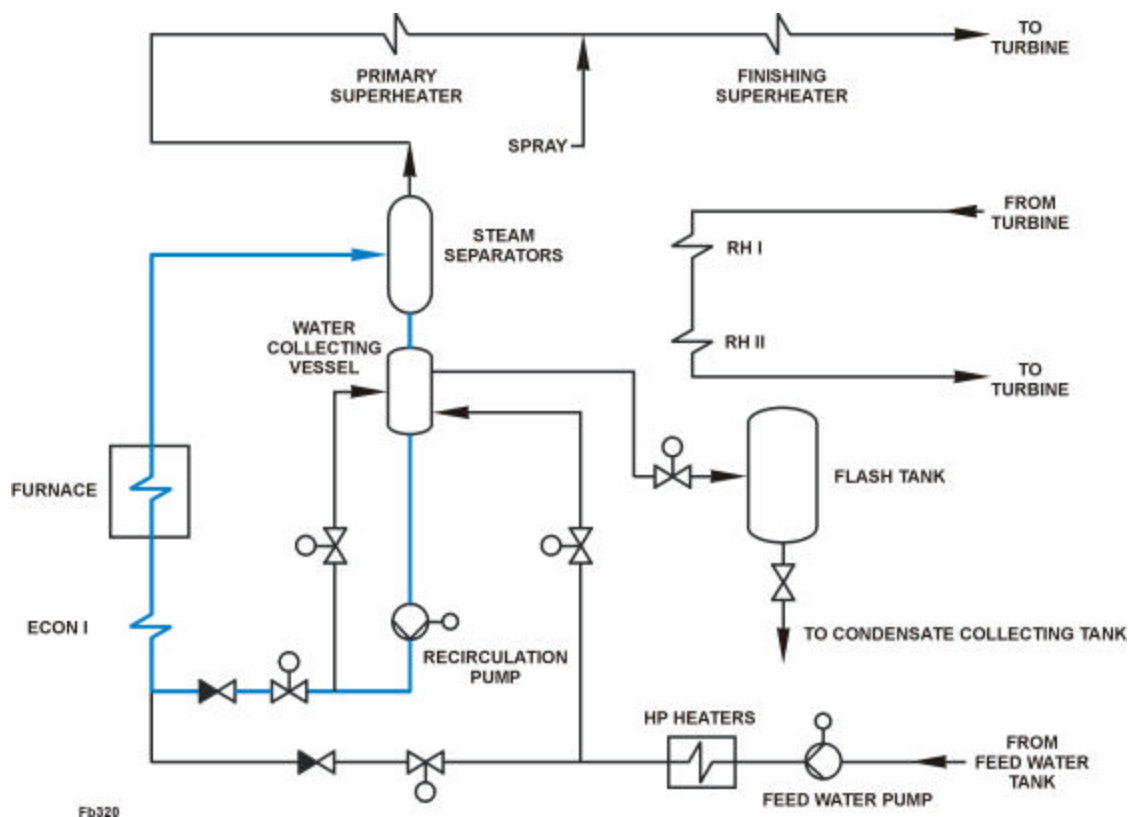 TO
TURBINE
PRIMARY
SUPERHEATER
FINISHING
SUPERHEATER
SPRAY
FROM
TURBINE
STEAM
SEPARATORS
RH I
WATER
COLLECTING
VESSEL
RH II
TO
TURBINE
FURNACE
FLASH TANK
ECON I
TO CONDENSATE COLLECTING TANK
RECIRCULATION
PUMP
HP HEATERS
FROM
FEED WATER
TANK
FEED WATER PUMP
Fb320